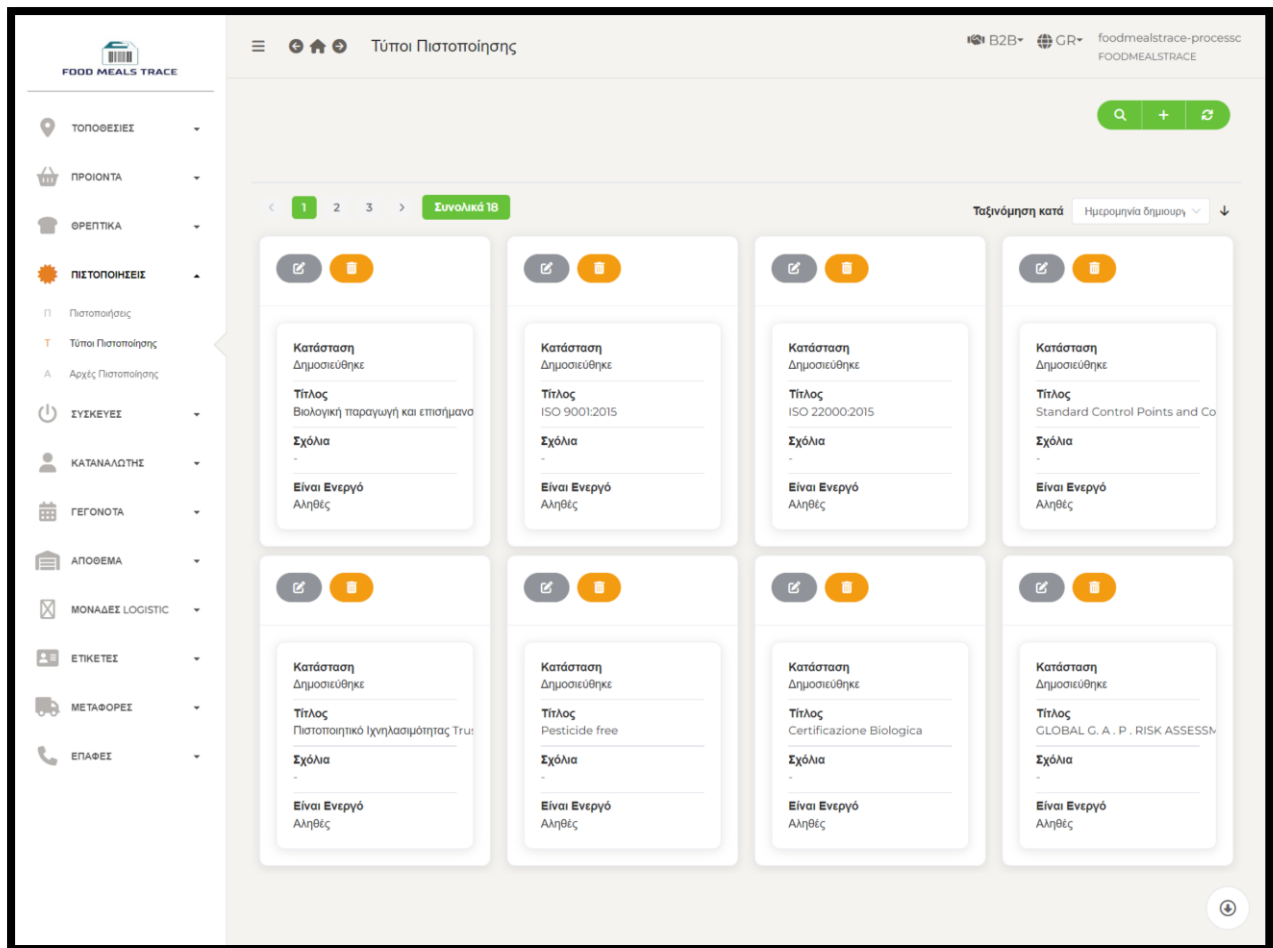 FOOD MEALS TRACE
Τύποι Πιστοποίησης
B2B
GR
foodmealstrace-processc
FOODMEALSTRACE
ΤΟΠΟΘΕΣΙΕΣ
ΠΡΟΙΟΝΤΑ
ΘΡΕΠΤΙΚΑ
ΠΙΣΤΟΠΟΙΗΣΕΙΣ
Π Πιστοποιήσεις
Τ Τύποι Πιστοποίησης
Α Αρχές Πιστοποίησης
ΣΥΣΚΕΥΕΣ
ΚΑΤΑΝΑΛΩΤΗΣ
ΓΕΓΟΝΟΤΑ
ΑΠΟΘΕΜΑ
ΜΟΝΑΔΕΣ LOGISTIC
ΕΤΙΚΕΤΕΣ
ΜΕΤΑΦΟΡΕΣ
ΕΠΑΦΕΣ
< 1 2 3 > Συνολικά 18
Ταξινόμηση κατά Ημερομηνία δημιουργ
Κατάσταση
Δημοσιεύθηκε
Τίτλος
Βιολογική παραγωγή και επισήμανσ
Σχόλια
-
Είναι Ενεργό
Αληθές
Κατάσταση
Δημοσιεύθηκε
Τίτλος
ISO 9001:2015
Σχόλια
-
Είναι Ενεργό
Αληθές
Κατάσταση
Δημοσιεύθηκε
Τίτλος
ISO 22000:2015
Σχόλια
-
Είναι Ενεργό
Αληθές
Κατάσταση
Δημοσιεύθηκε
Τίτλος
Standard Control Points and Co
Σχόλια
-
Είναι Ενεργό
Αληθές
Κατάσταση
Δημοσιεύθηκε
Τίτλος
Πιστοποιητικό Ιχνηλασιμότητας Trus
Σχόλια
-
Είναι Ενεργό
Αληθές
Κατάσταση
Δημοσιεύθηκε
Τίτλος
Pesticide free
Σχόλια
-
Είναι Ενεργό
Αληθές
Κατάσταση
Δημοσιεύθηκε
Τίτλος
Certificazione Biologica
Σχόλια
-
Είναι Ενεργό
Αληθές
Κατάσταση
Δημοσιεύθηκε
Τίτλος
GLOBAL G. A . P . RISK ASSESSM
Σχόλια
-
Είναι Ενεργό
Αληθές